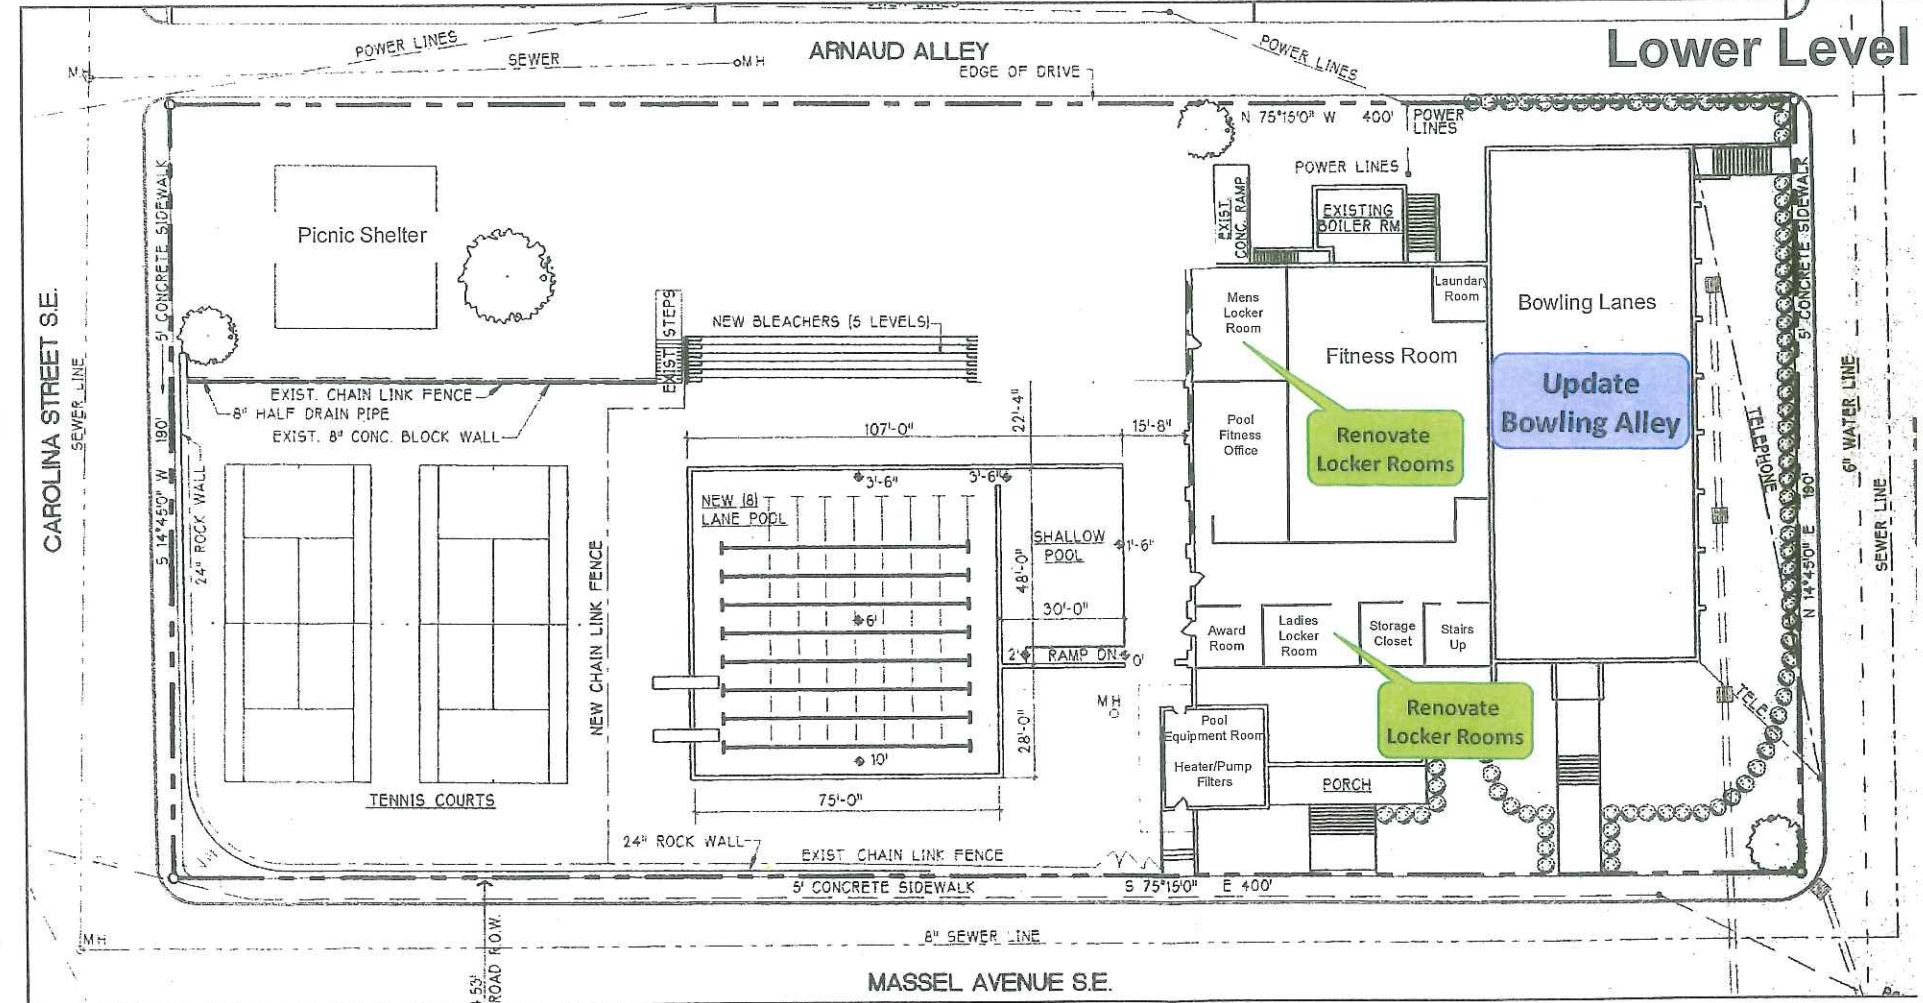 Lower Level
POWER LINES
SEWER
MH
ARNAUD ALLEY
EDGE OF DRIVE
POWER LINES
MH
N 75°15'0" W 400'
POWER
LINES
POWER LINES
5' CONCRETE SIDEWALK
Picnic Shelter
EXIST
CONC. RAMP
EXISTING
BOILER RM
5' CONCRETE SIDEWALK
Mens
Locker
Room
Laundary
Room
Bowling Lanes
EXIST STEPS
NEW BLEACHERS (5 LEVELS)
Fitness Room
Update
Bowling Alley
CAROLINA STREET S.E.
SEWER LINE
EXIST. CHAIN LINK FENCE
8" HALF DRAIN PIPE
EXIST. 8" CONC. BLOCK WALL
22'-4"
107'-0"
15'-8"
Pool
Fitness
Office
Renovate
Locker Rooms
TELEPHONE
6" WATER LINE
S 14°45'0" W 190'
24" ROCK WALL
3'-6"
3'-6"
NEW (8)
LANE POOL
SHALLOW
POOL
1'-6"
N 14°45'0" E 190'
SEWER LINE
NEW CHAIN LINK FENCE
48'-0"
30'-0"
6'
Award
Room
Ladies
Locker
Room
Storage
Closet
Stairs
Up
2'
RAMP DN
0'
MH
28'-0"
Renovate
Locker Rooms
TELE
Pool
Equipment Room
Heater/Pump
Filters
10'
PORCH
TENNIS COURTS
75'-0"
24" ROCK WALL
EXIST CHAIN LINK FENCE
5' CONCRETE SIDEWALK
S 75°15'0" E 400'
MH
8" SEWER LINE
53'
ROAD R.O.W.
MASSEL AVENUE S.E.